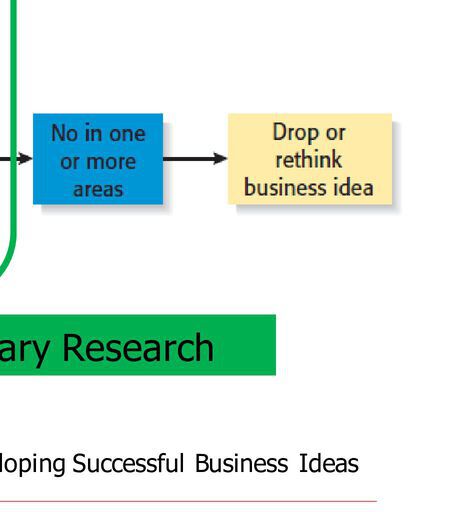 No in one
or more
areas
Drop or
rethink
business idea
ary Research
loping Successful Business Ideas